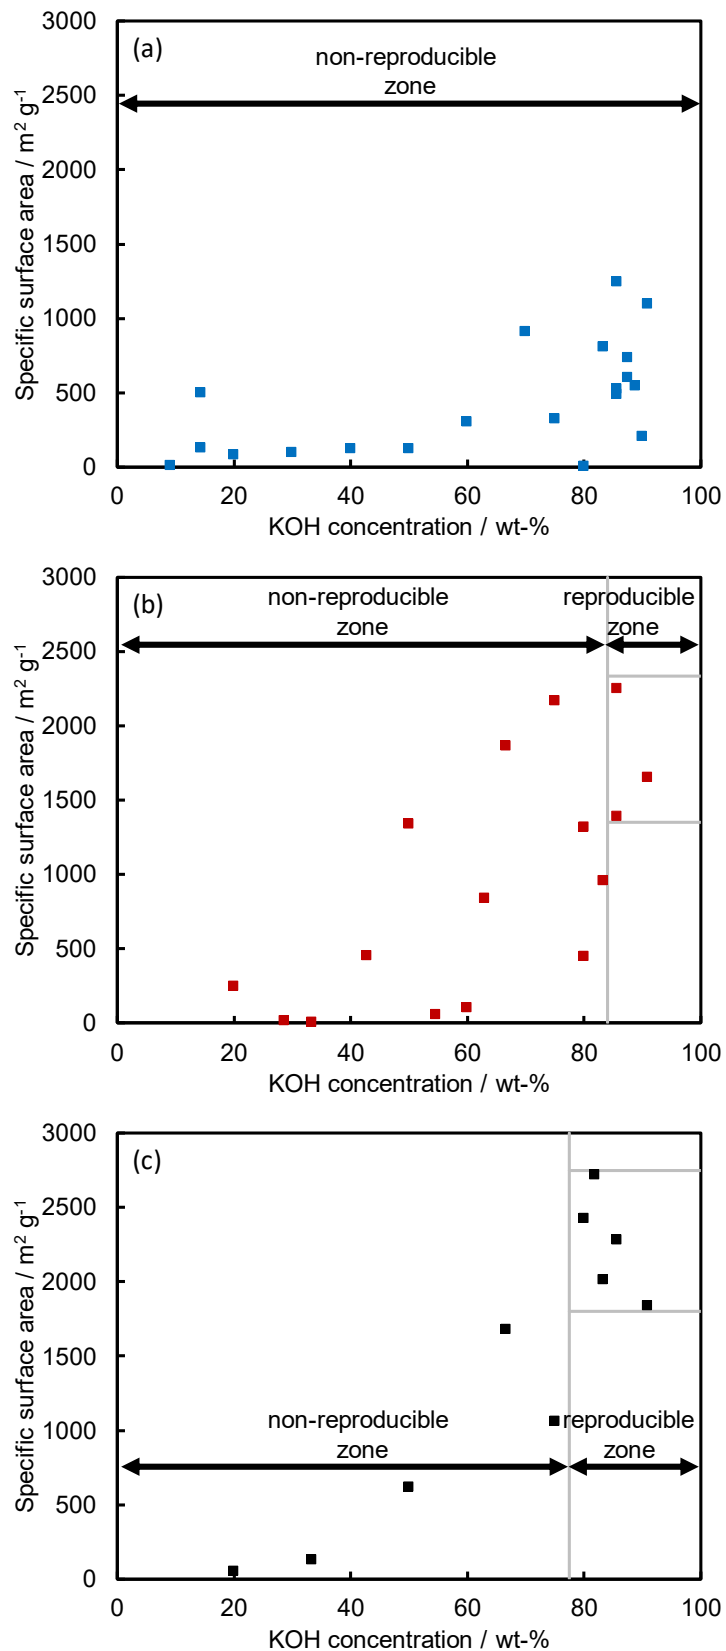 3000
(a)
non-reproducible
zone
2500
2000
1500
1000
500
0
0 20 40 60 80 100
KOH concentration / wt-%
Specific surface area / m² g⁻¹
3000
(b)
non-reproducible
zone
reproducible
zone
2500
2000
1500
1000
500
0
0 20 40 60 80 100
KOH concentration / wt-%
Specific surface area / m² g⁻¹
3000
(c)
2500
2000
1500
1000
non-reproducible
zone
reproducible
zone
500
0
0 20 40 60 80 100
KOH concentration / wt-%
Specific surface area / m² g⁻¹